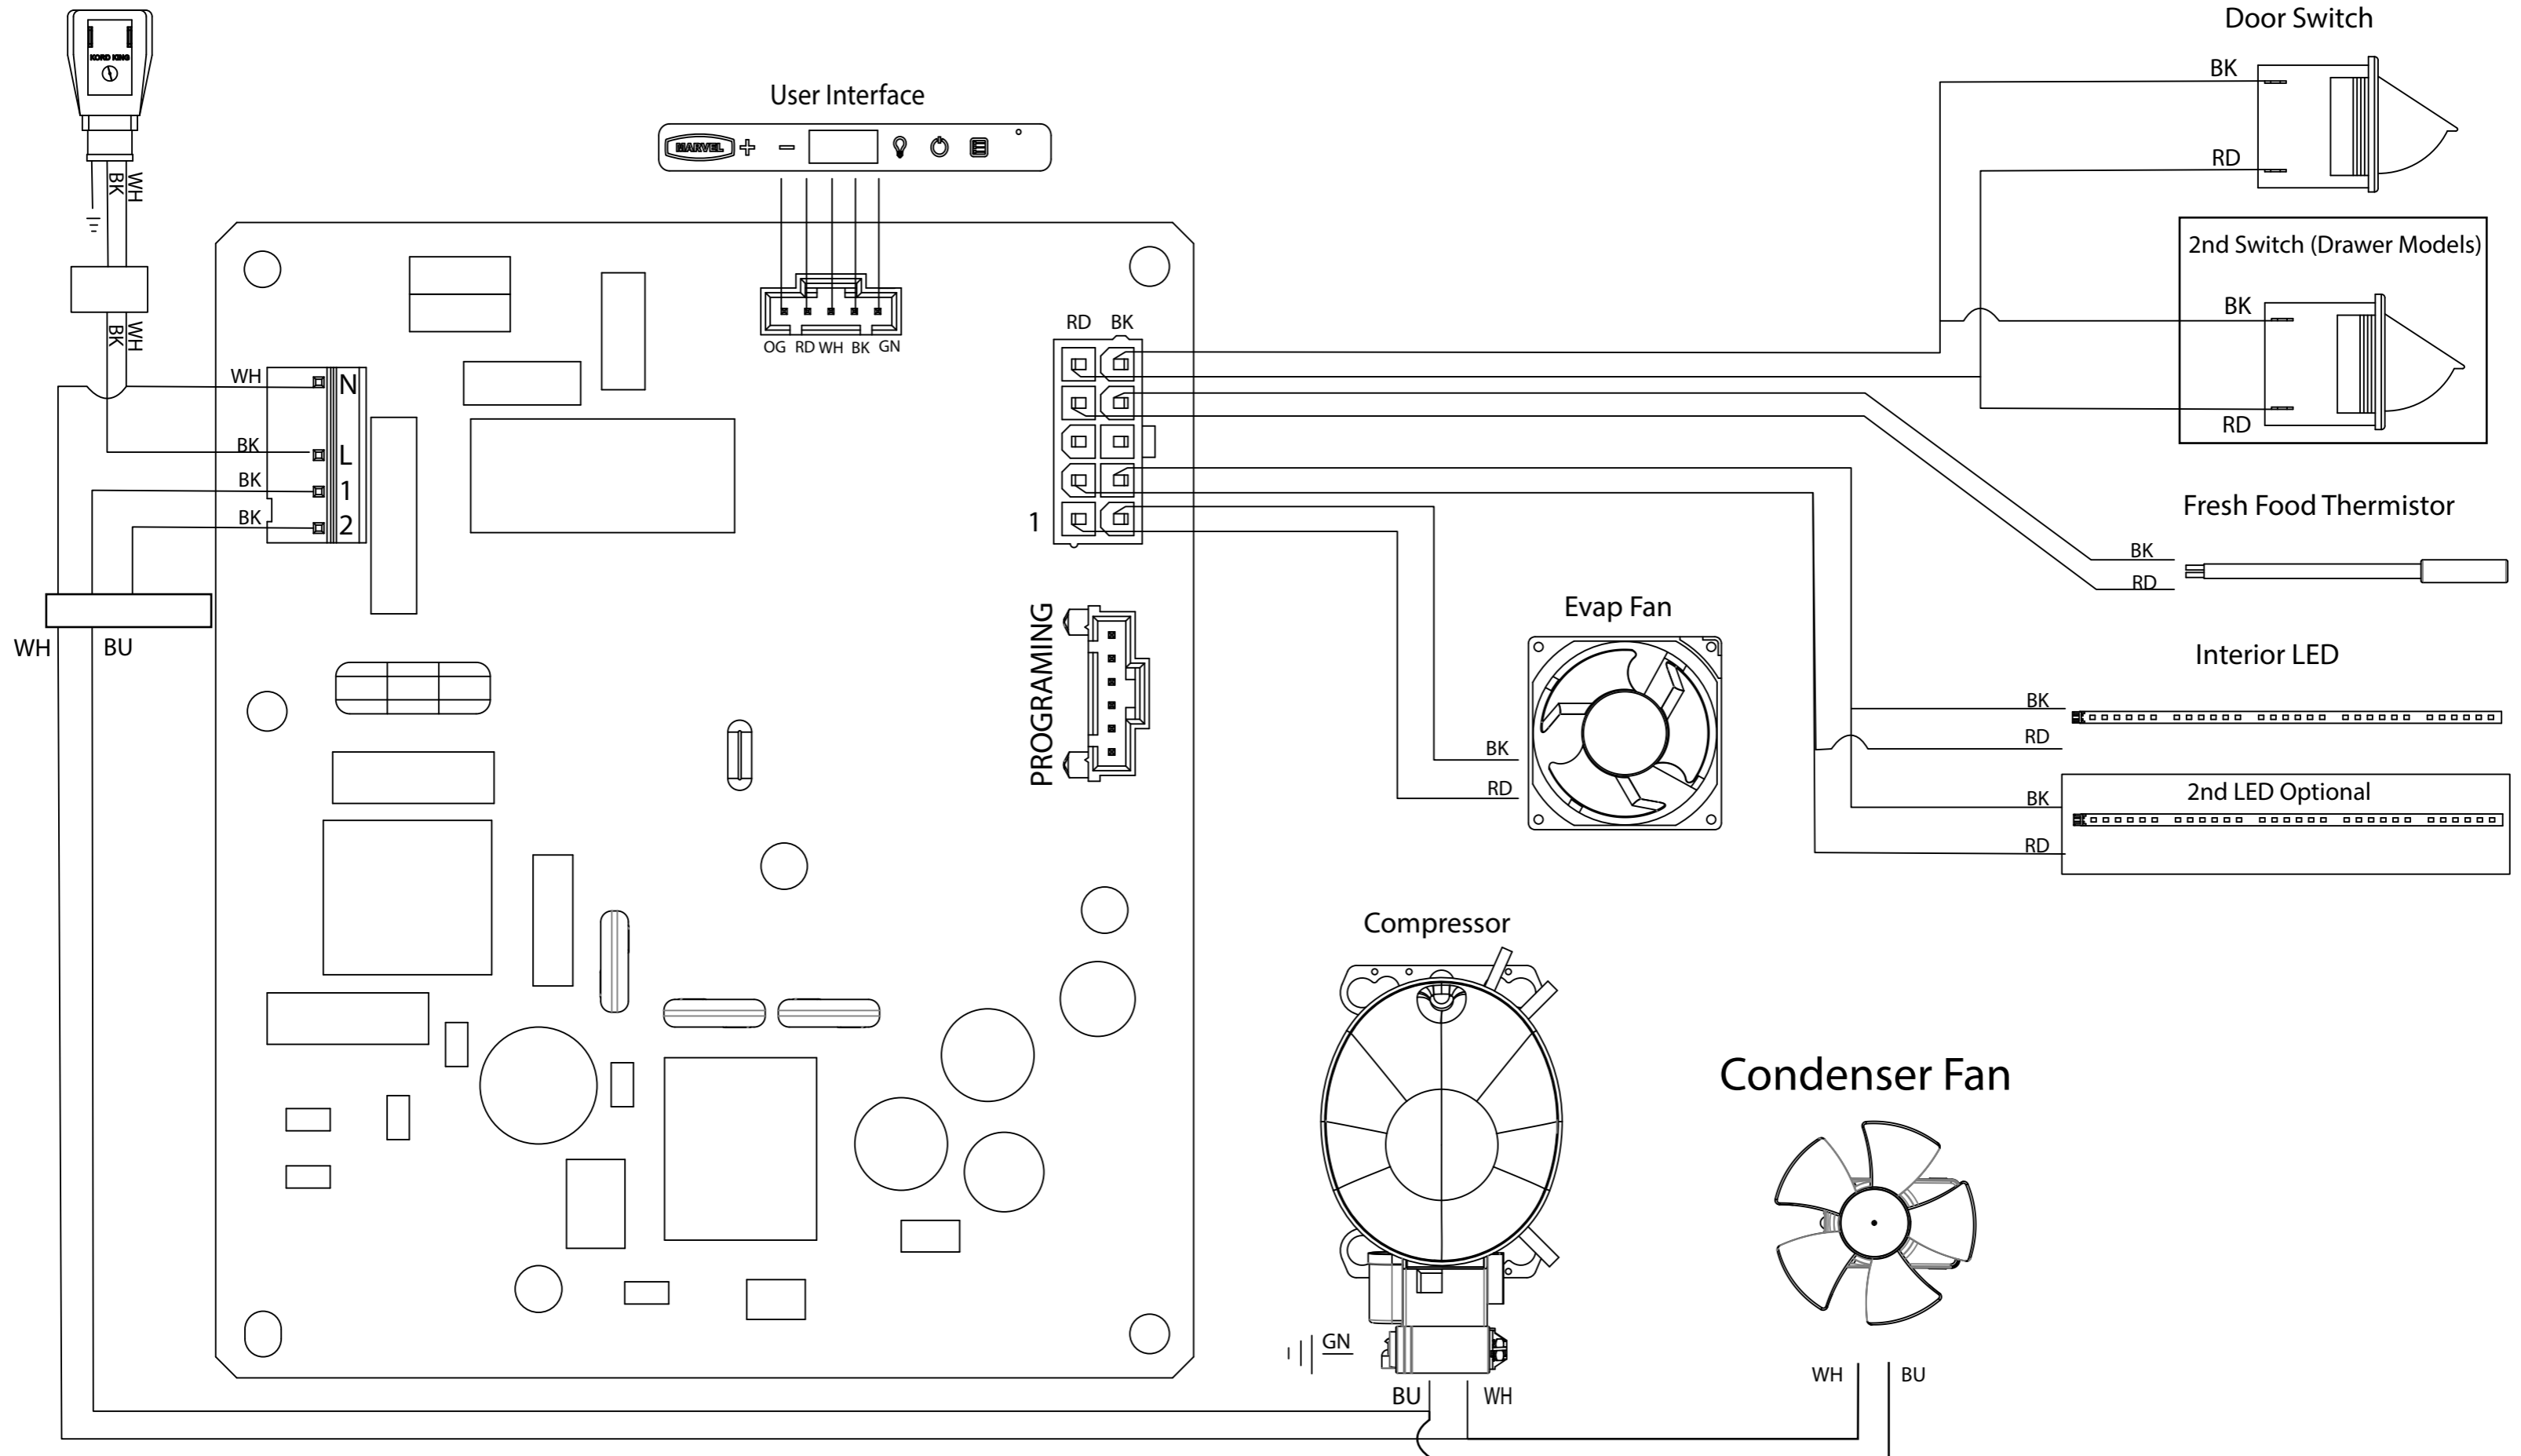 Door Switch
KORD KING
BK
User Interface
MARVEL
RD
BK
WH
2nd Switch (Drawer Models)
BK
BK
WH
RD BK
OG RD WH BK GN
WH
N
RD
BK
L
BK
1
Fresh Food Thermistor
BK
2
1
BK
RD
PROGRAMING
Evap Fan
WH
BU
Interior LED
BK
RD
BK
RD
BK
2nd LED Optional
RD
Compressor
Condenser Fan
GN
WH
BU
BU
WH